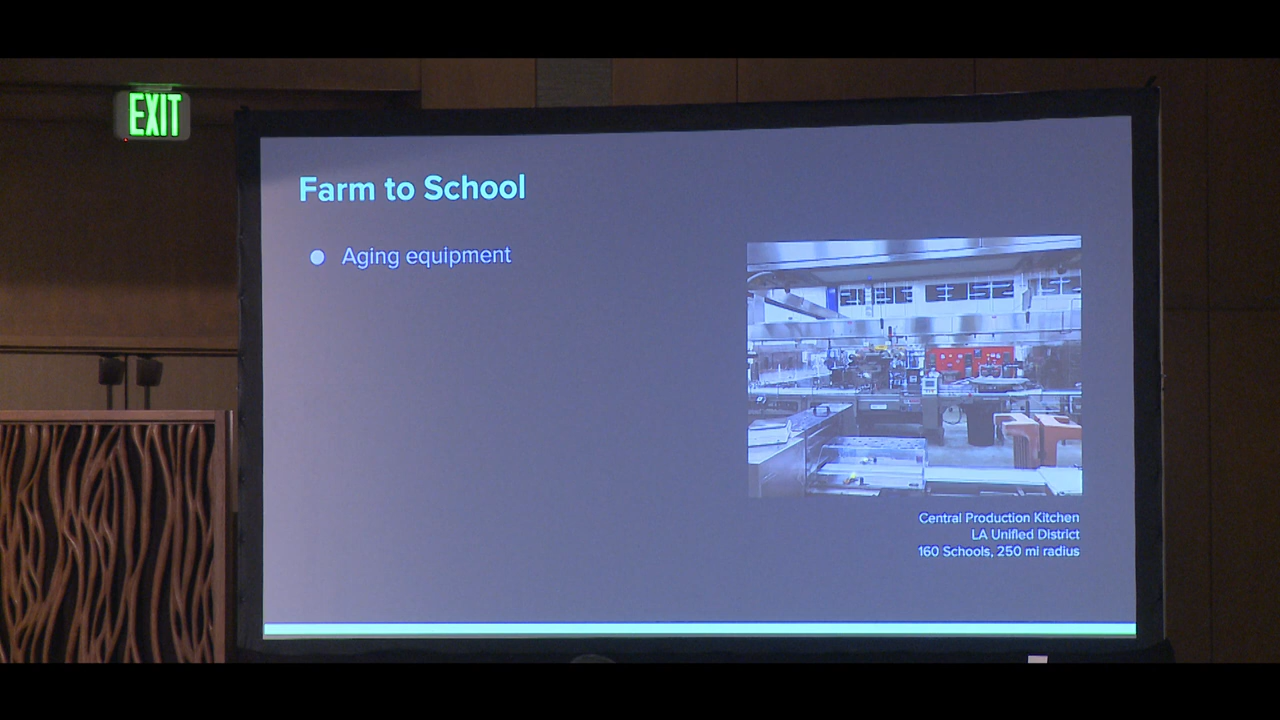 EXIT
Farm to School
● Aging equipment
Central Production Kitchen
LA Unified District
160 Schools, 250 mi radius